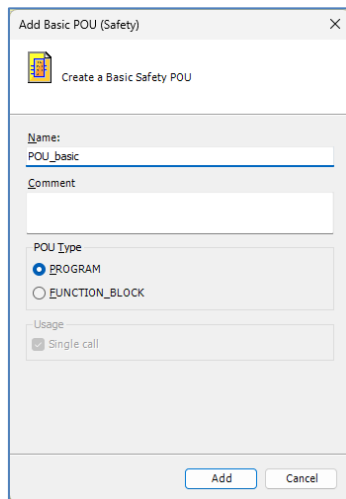 Add Basic POU (Safety)
Create a Basic Safety POU
Name:
POU_basic
Comment
POU Type
PROGRAM
FUNCTION_BLOCK
Usage
Single call
Add
Cancel